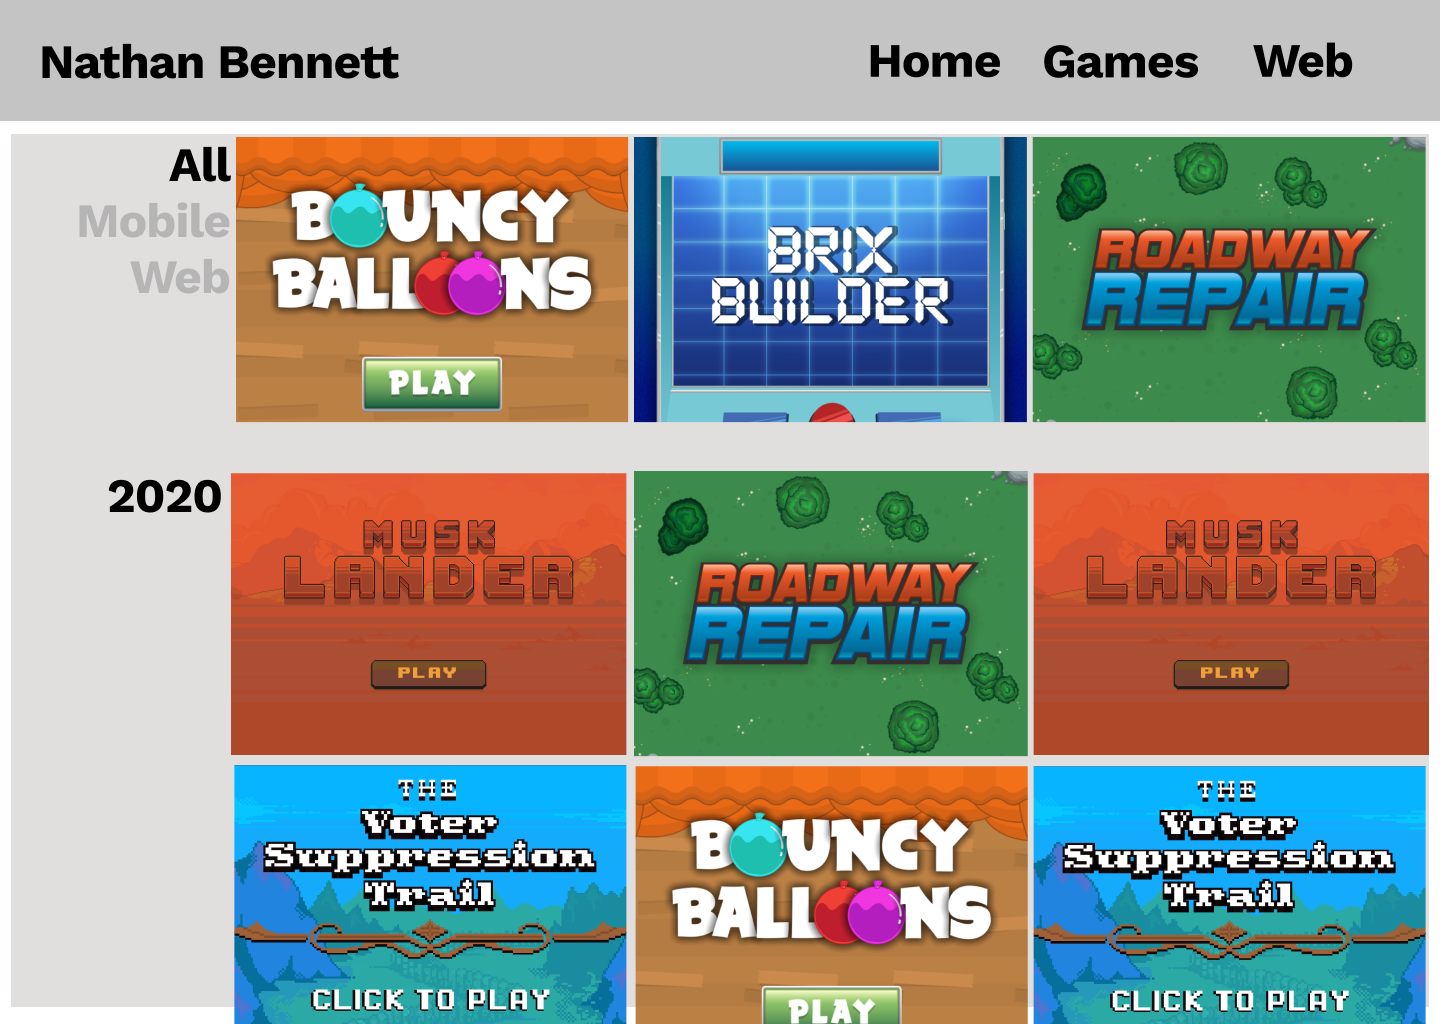 Nathan Bennett
Home Games Web
All
Mobile
Web
BOUNCY
BALLOONS
PLAY
BRIX
BUILDER
ROADWAY
REPAIR
2020
MUSK
LANDER
PLAY
ROADWAY
REPAIR
MUSK
LANDER
PLAY
THE
Voter
Suppression
Trail
CLICK TO PLAY
BOUNCY
BALLOONS
PLAY
THE
Voter
Suppression
Trail
CLICK TO PLAY